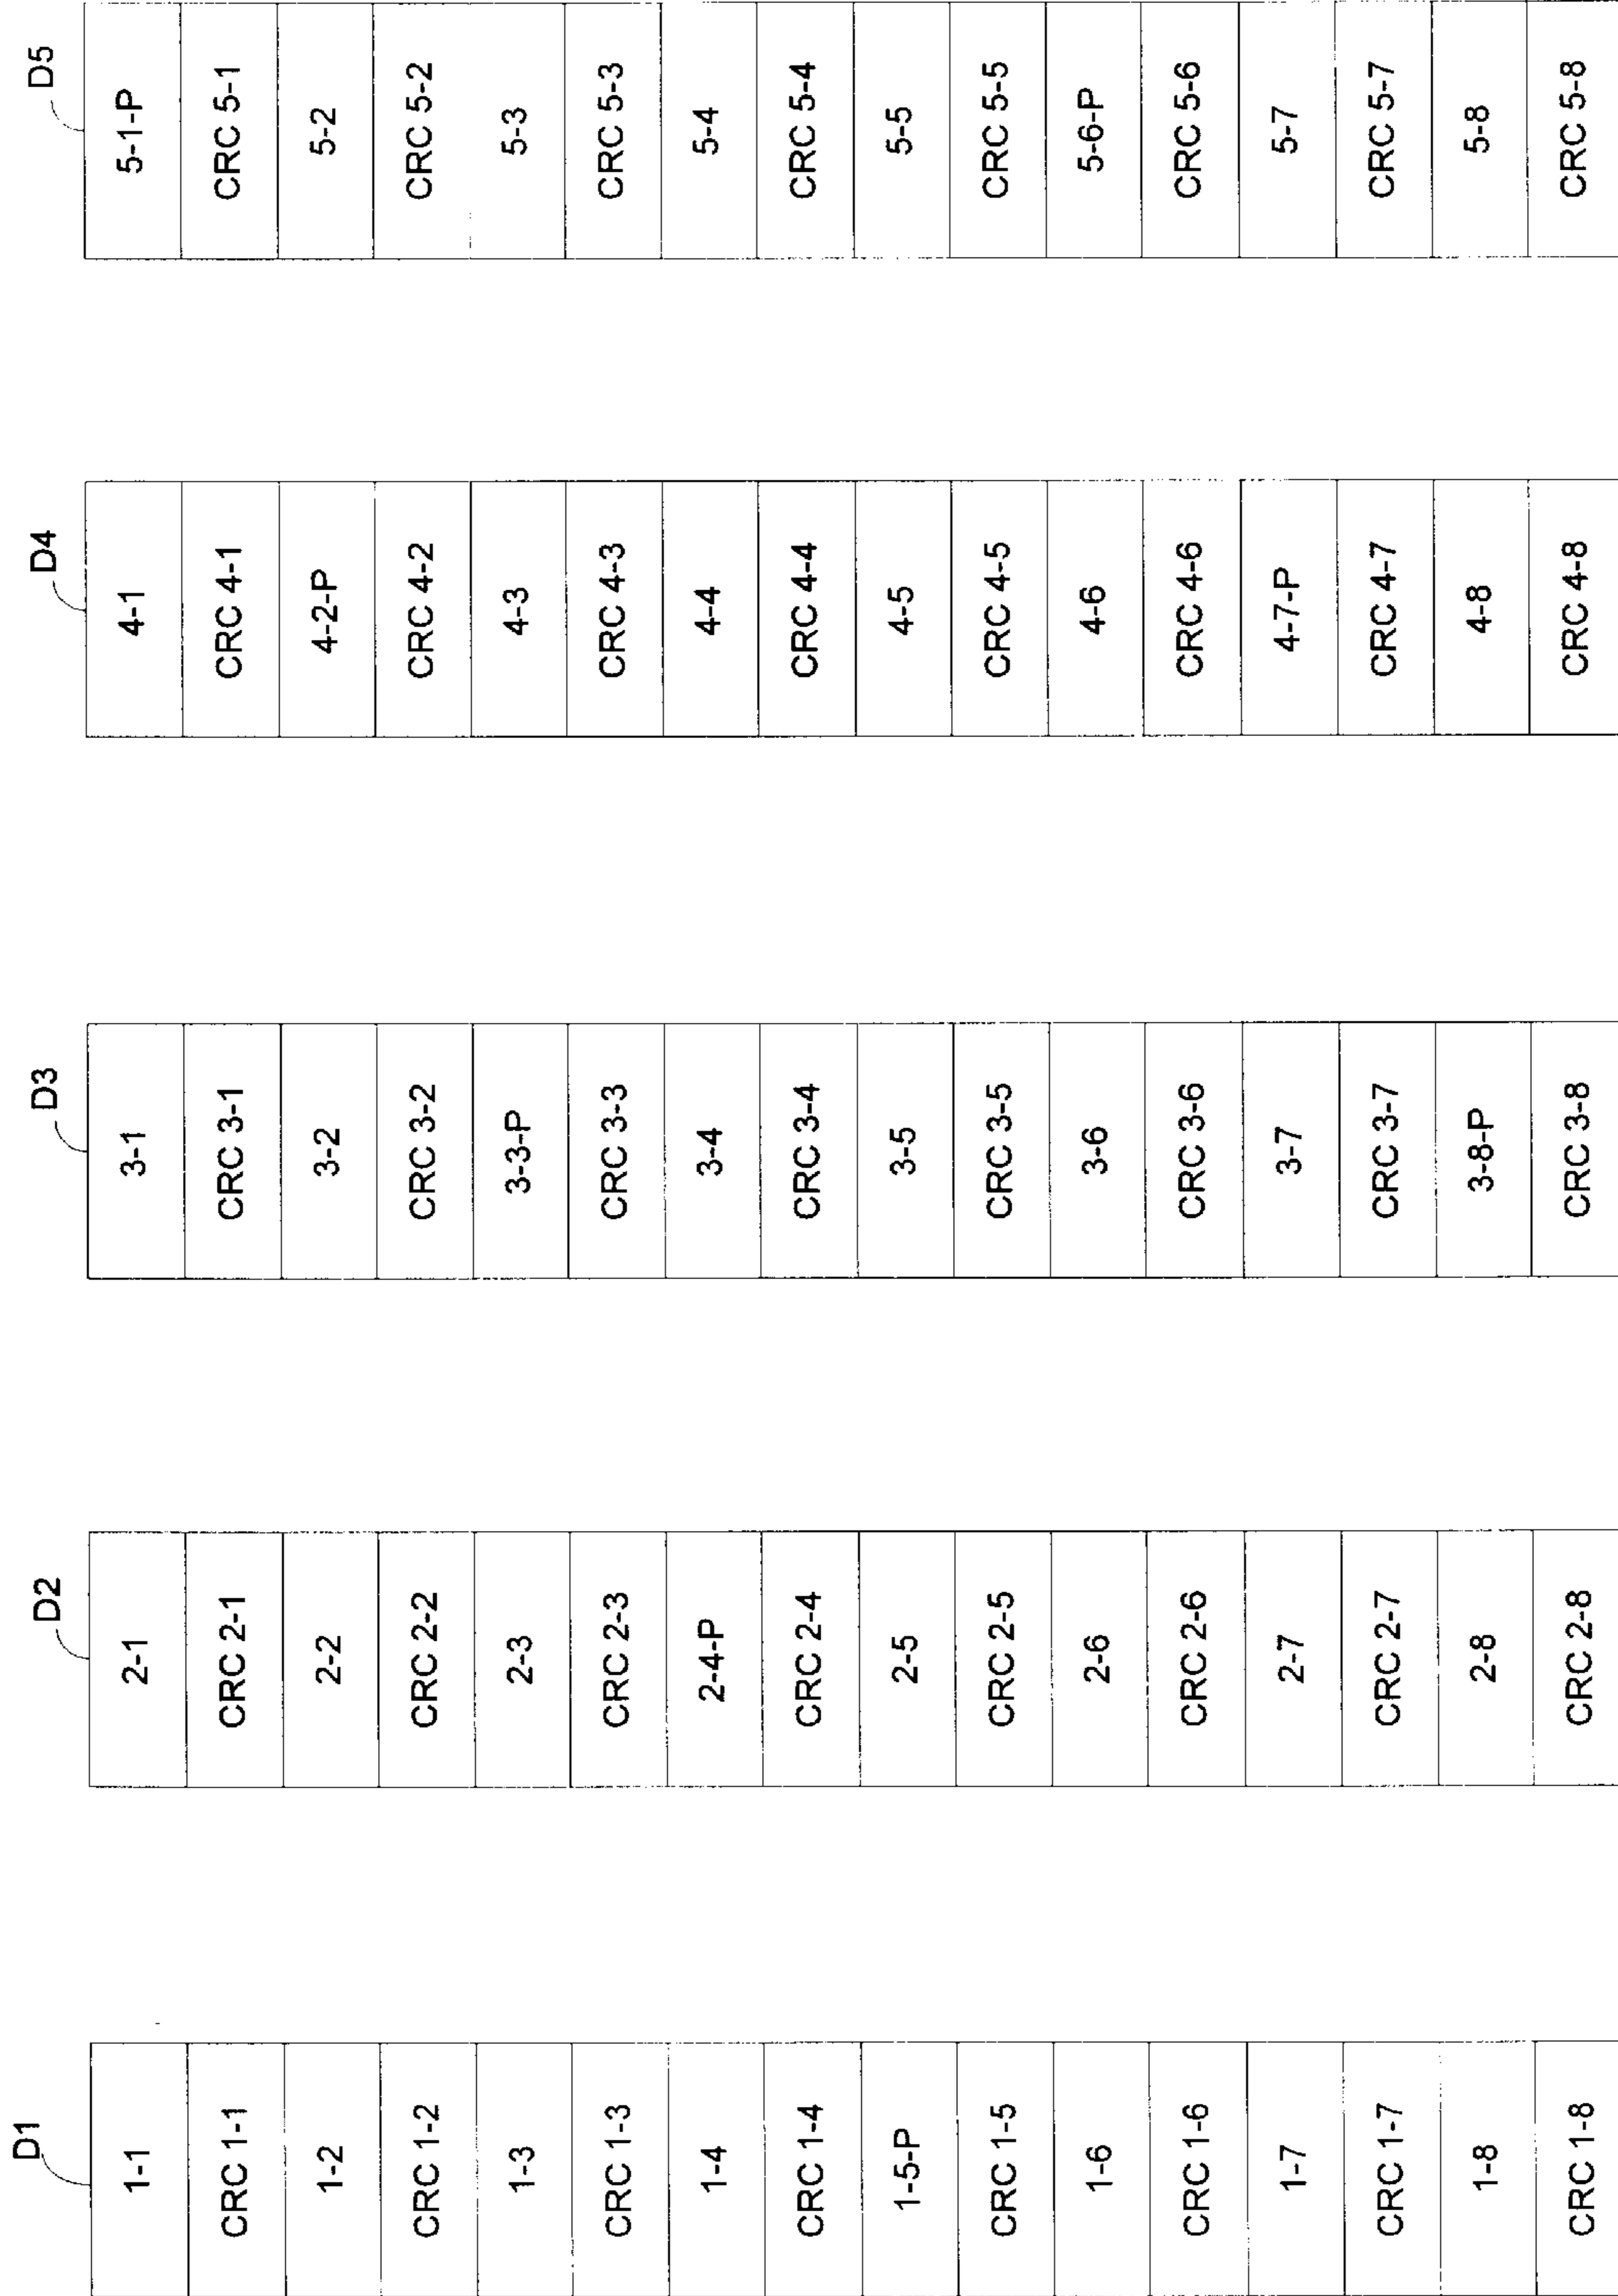 D1
1-1
CRC 1-1
1-2
CRC 1-2
1-3
CRC 1-3
1-4
CRC 1-4
1-5-P
CRC 1-5
1-6
CRC 1-6
1-7
CRC 1-7
1-8
CRC 1-8
D2
2-1
CRC 2-1
2-2
CRC 2-2
2-3
CRC 2-3
2-4-P
CRC 2-4
2-5
CRC 2-5
2-6
CRC 2-6
2-7
CRC 2-7
2-8
CRC 2-8
D3
3-1
CRC 3-1
3-2
CRC 3-2
3-3-P
CRC 3-3
3-4
CRC 3-4
3-5
CRC 3-5
3-6
CRC 3-6
3-7
CRC 3-7
3-8-P
CRC 3-8
D4
4-1
CRC 4-1
4-2-P
CRC 4-2
4-3
CRC 4-3
4-4
CRC 4-4
4-5
CRC 4-5
4-6
CRC 4-6
4-7-P
CRC 4-7
4-8
CRC 4-8
D5
5-1-P
CRC 5-1
5-2
CRC 5-2
5-3
CRC 5-3
5-4
CRC 5-4
5-5
CRC 5-5
5-6-P
CRC 5-6
5-7
CRC 5-7
5-8
CRC 5-8